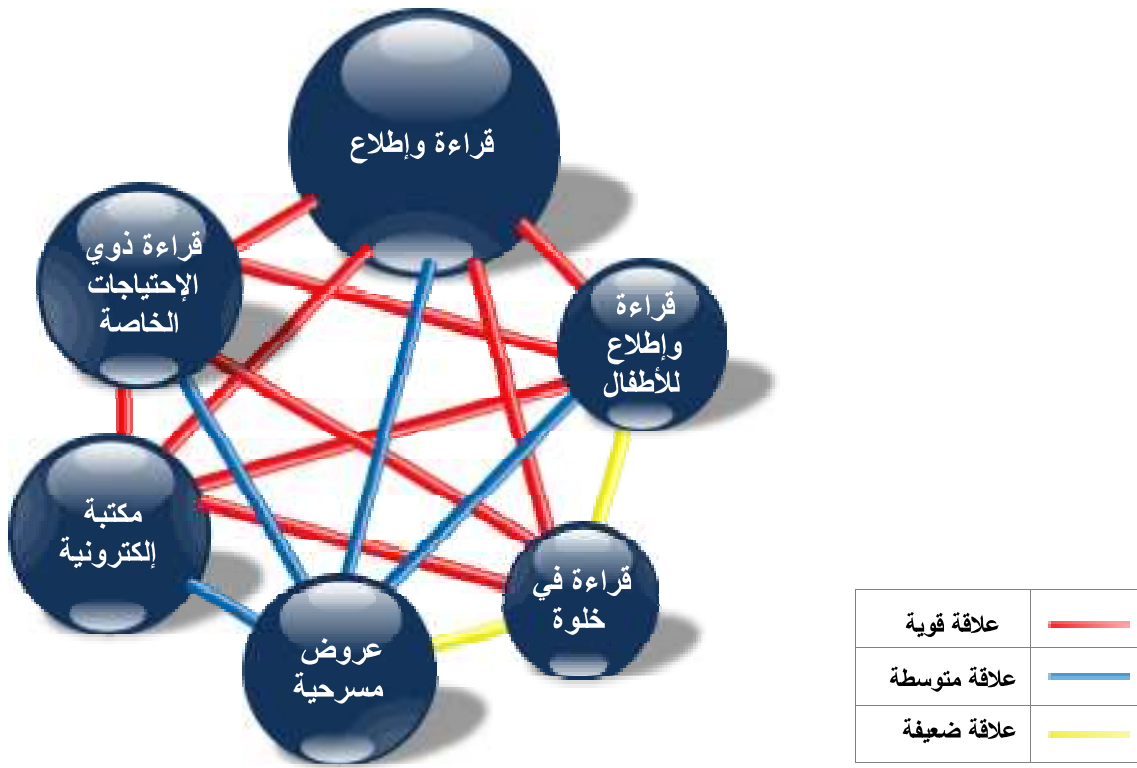 قراءة وإطلاع
قراءة ذوي
الإحتياجات
الخاصة
قراءة
وإطلاع
للأطفال
مكتبة
إلكترونية
قراءة في
خلوة
عروض
مسرحية
علاقة قوية
علاقة متوسطة
علاقة ضعيفة